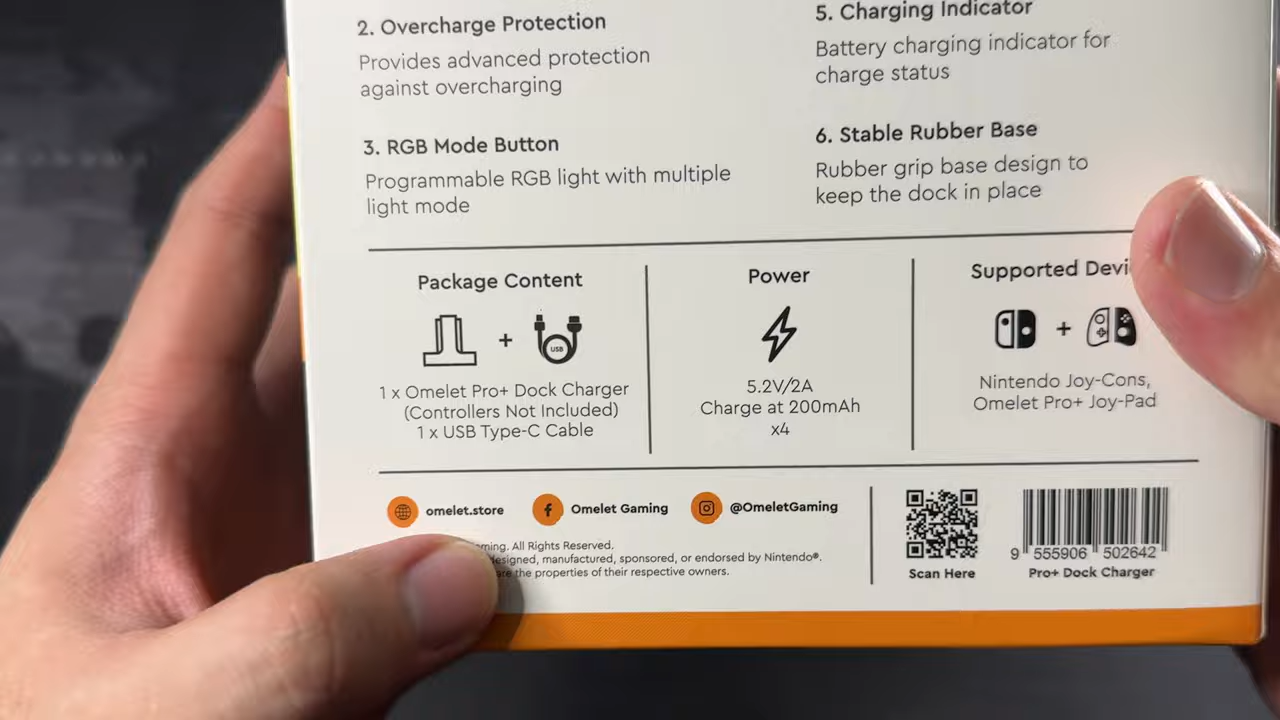 2. Overcharge Protection
Provides advanced protection
against overcharging
3. RGB Mode Button
Programmable RGB light with multiple
light mode
5. Charging Indicator
Battery charging indicator for
charge status
6. Stable Rubber Base
Rubber grip base design to
keep the dock in place
Package Content
USB
1 x Omelet Pro+ Dock Charger
(Controllers Not Included)
1 x USB Type-C Cable
Power
5.2V/2A
Charge at 200mAh
x4
Supported
Nintendo Joy-Cons,
Omelet Pro+ Joy-Pad
omelet.store
Omelet Gaming
@OmeletGaming
All Rights Reserved.
manufactured, sponsored, or endorsed by Nintendo®.
the properties of their respective owners.
Scan Here
9 555906 502642
Pro+ Dock Charger